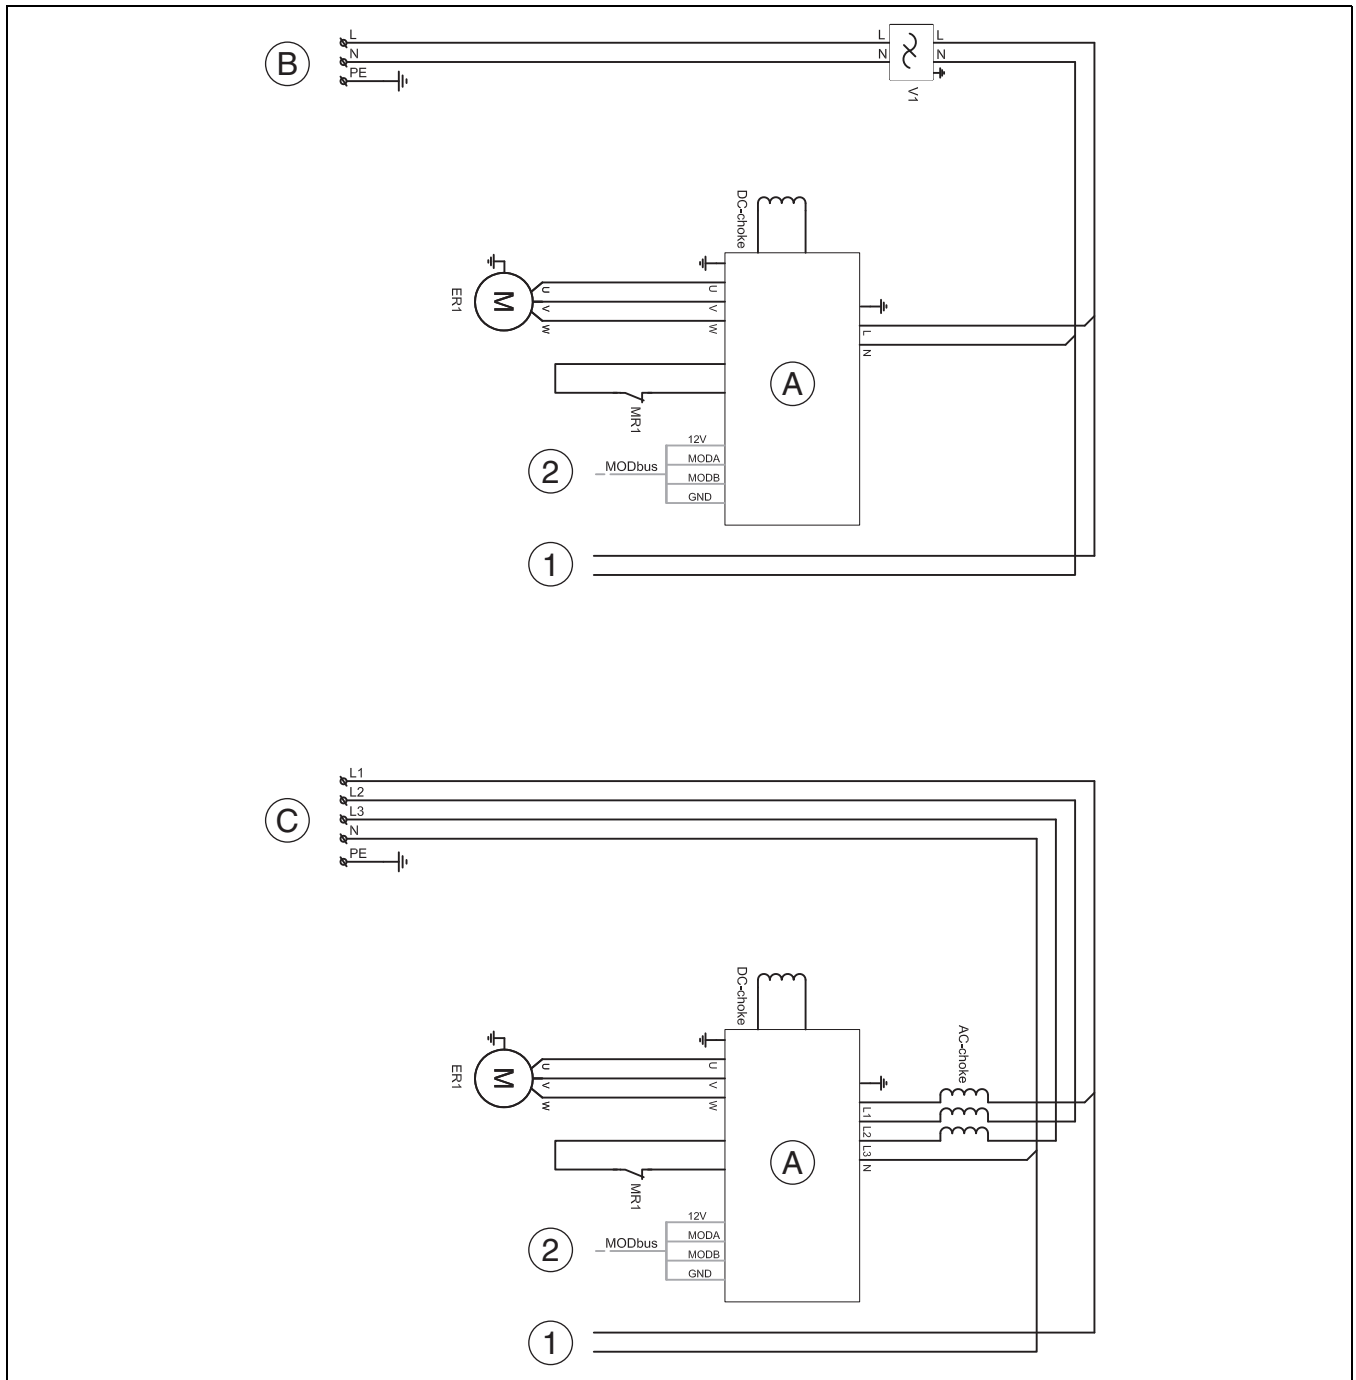 B
L
N
PE
L
N
L
N
V1
DC-choke
ER1
M
U
V
W
U
V
W
L
N
A
MR1
2
MODbus
12V
MODA
MODB
GND
1
C
L1
L2
L3
N
PE
DC-choke
AC-choke
ER1
M
U
V
W
U
V
W
L1
L2
L3
N
A
MR1
2
MODbus
12V
MODA
MODB
GND
1